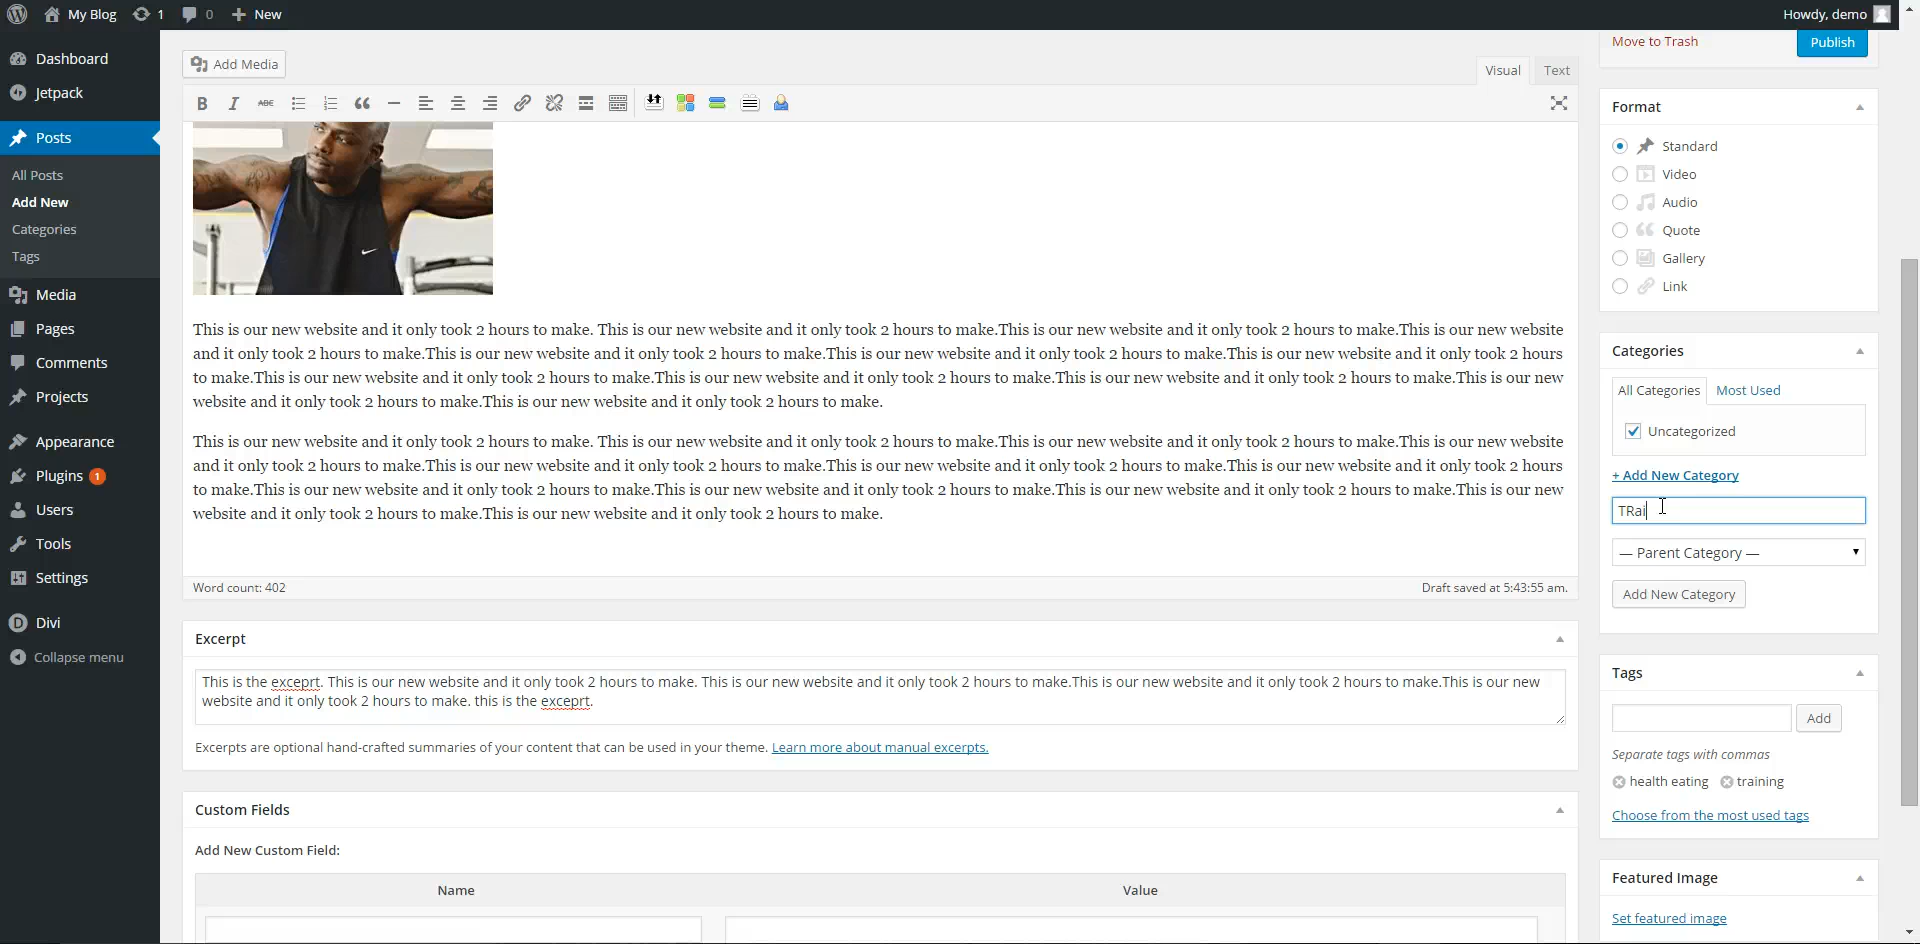 My Blog 1 0 New Howdy, demo
Dashboard
Jetpack
Posts
All Posts
Add New
Categories
Tags
Media
Pages
Comments
Projects
Appearance
Plugins 1
Users
Tools
Settings
Divi
Collapse menu
Add Media
Visual Text
B I ABC
This is our new website and it only took 2 hours to make. This is our new website and it only took 2 hours to make.This is our new website and it only took 2 hours to make.This is our new website
and it only took 2 hours to make.This is our new website and it only took 2 hours to make.This is our new website and it only took 2 hours to make.This is our new website and it only took 2 hours
to make.This is our new website and it only took 2 hours to make.This is our new website and it only took 2 hours to make.This is our new website and it only took 2 hours to make.This is our new
website and it only took 2 hours to make.This is our new website and it only took 2 hours to make.
This is our new website and it only took 2 hours to make. This is our new website and it only took 2 hours to make.This is our new website and it only took 2 hours to make.This is our new website
and it only took 2 hours to make.This is our new website and it only took 2 hours to make.This is our new website and it only took 2 hours to make.This is our new website and it only took 2 hours
to make.This is our new website and it only took 2 hours to make.This is our new website and it only took 2 hours to make.This is our new website and it only took 2 hours to make.This is our new
website and it only took 2 hours to make.This is our new website and it only took 2 hours to make.
Word count: 402 Draft saved at 5:43:55 am.
Excerpt
This is the exceprt. This is our new website and it only took 2 hours to make. This is our new website and it only took 2 hours to make.This is our new website and it only took 2 hours to make.This is our new
website and it only took 2 hours to make. this is the exceprt.
Excerpts are optional hand-crafted summaries of your content that can be used in your theme. Learn more about manual excerpts.
Custom Fields
Add New Custom Field:
Name Value
Move to Trash Publish
Format
Standard
Video
Audio
Quote
Gallery
Link
Categories
All Categories Most Used
Uncategorized
+ Add New Category
TRai
— Parent Category —
Add New Category
Tags
Add
Separate tags with commas
health eating training
Choose from the most used tags
Featured Image
Set featured image